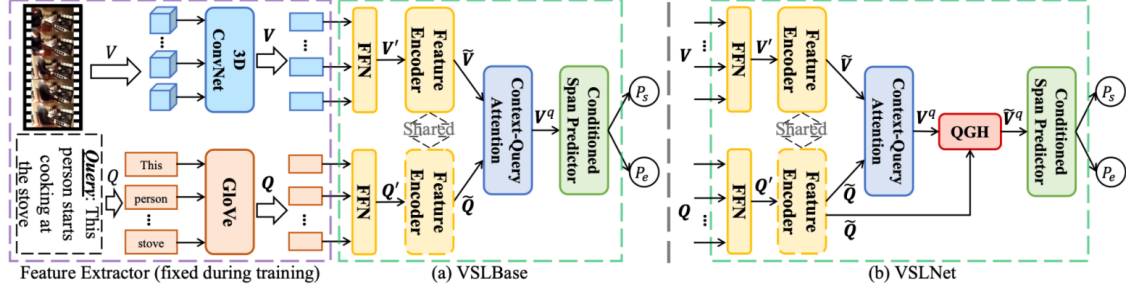 V
3D
ConvNet
V
FFN
V′
Feature
Encoder
Ṽ
Shared
Context-Query
Attention
V^q
Conditioned
Span Predictor
P_s
P_e
Query: This
person starts
cooking at
the stove
Q
This
person
...
stove
GloVe
Q
FFN
Q′
Feature
Encoder
Q̃
Feature Extractor (fixed during training)
(a) VSLBase
V
...
FFN
V′
Feature
Encoder
Ṽ
Shared
Context-Query
Attention
V^q
QGH
Ṽ^q
Conditioned
Span Predictor
P_s
P_e
Q
...
FFN
Q′
Feature
Encoder
Q̃
Q̃
(b) VSLNet